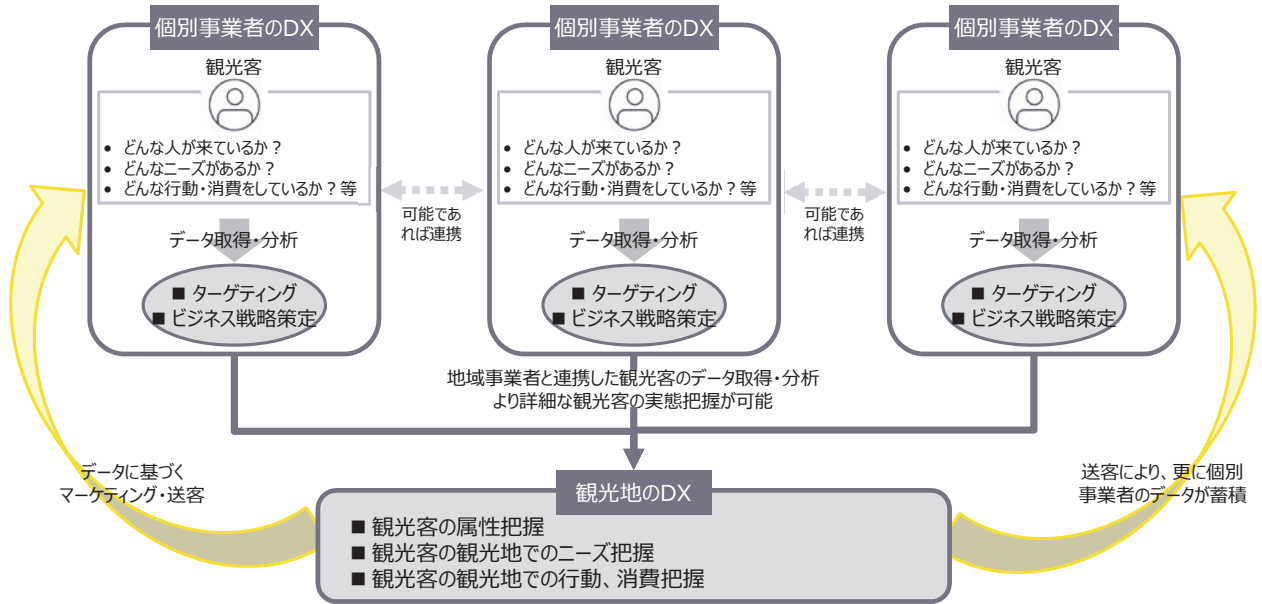 個別事業者のDX
観光客
• どんな人が来ているか？
• どんなニーズがあるか？
• どんな行動・消費をしているか？等
データ取得・分析
■ ターゲティング
■ ビジネス戦略策定
可能であ
れば連携
個別事業者のDX
観光客
• どんな人が来ているか？
• どんなニーズがあるか？
• どんな行動・消費をしているか？等
データ取得・分析
■ ターゲティング
■ ビジネス戦略策定
可能であ
れば連携
個別事業者のDX
観光客
• どんな人が来ているか？
• どんなニーズがあるか？
• どんな行動・消費をしているか？等
データ取得・分析
■ ターゲティング
■ ビジネス戦略策定
地域事業者と連携した観光客のデータ取得・分析
より詳細な観光客の実態把握が可能
データに基づく
マーケティング・送客
観光地のDX
■ 観光客の属性把握
■ 観光客の観光地でのニーズ把握
■ 観光客の観光地での行動、消費把握
送客により、更に個別
事業者のデータが蓄積